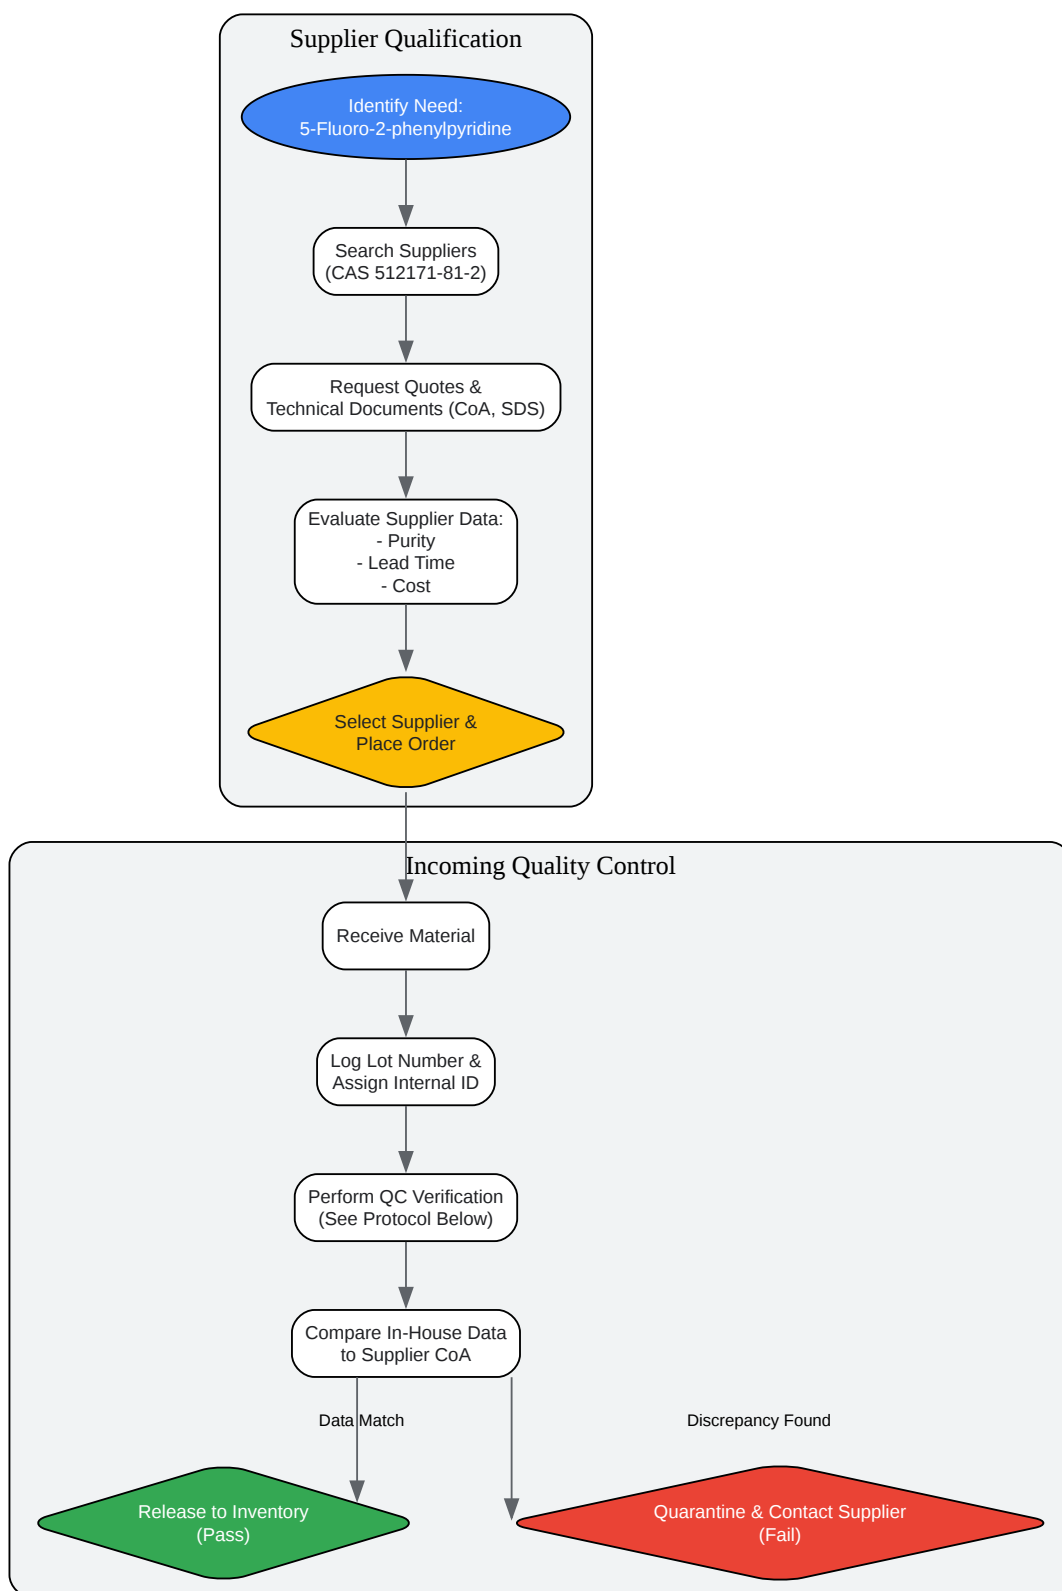 Supplier Qualification
Identify Need:
5-Fluoro-2-phenylpyridine
Search Suppliers
(CAS 512171-81-2)
Request Quotes &
Technical Documents (CoA, SDS)
Evaluate Supplier Data:
- Purity
- Lead Time
- Cost
Select Supplier &
Place Order
Incoming Quality Control
Receive Material
Log Lot Number &
Assign Internal ID
Perform QC Verification
(See Protocol Below)
Compare In-House Data
to Supplier CoA
Data Match
Discrepancy Found
Release to Inventory
(Pass)
Quarantine & Contact Supplier
(Fail)